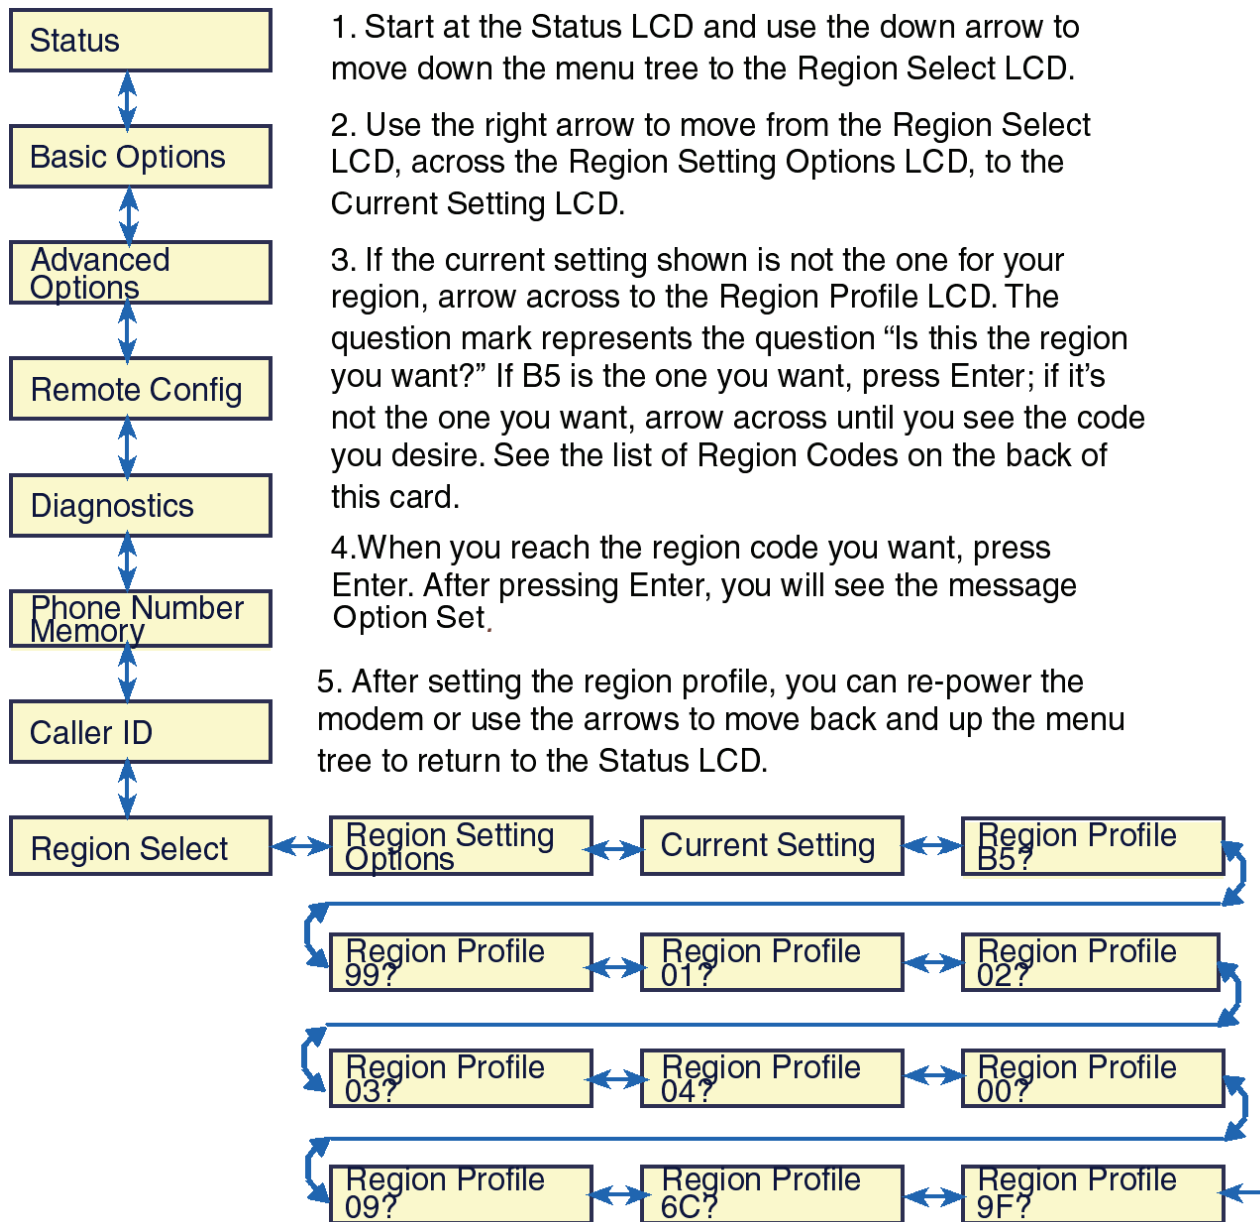 Status
Basic Options
Advanced
Options
Remote Config
Diagnostics
Phone Number
Memory
Caller ID
1. Start at the Status LCD and use the down arrow to
move down the menu tree to the Region Select LCD.
2. Use the right arrow to move from the Region Select
LCD, across the Region Setting Options LCD, to the
Current Setting LCD.
3. If the current setting shown is not the one for your
region, arrow across to the Region Profile LCD. The
question mark represents the question “Is this the region
you want?” If B5 is the one you want, press Enter; if it’s
not the one you want, arrow across until you see the code
you desire. See the list of Region Codes on the back of
this card.
4.When you reach the region code you want, press
Enter. After pressing Enter, you will see the message
Option Set.
5. After setting the region profile, you can re-power the
modem or use the arrows to move back and up the menu
tree to return to the Status LCD.
Region Select
Region Setting
Options
Current Setting
Region Profile
B5?
Region Profile
99?
Region Profile
01?
Region Profile
02?
Region Profile
03?
Region Profile
04?
Region Profile
00?
Region Profile
09?
Region Profile
6C?
Region Profile
9F?